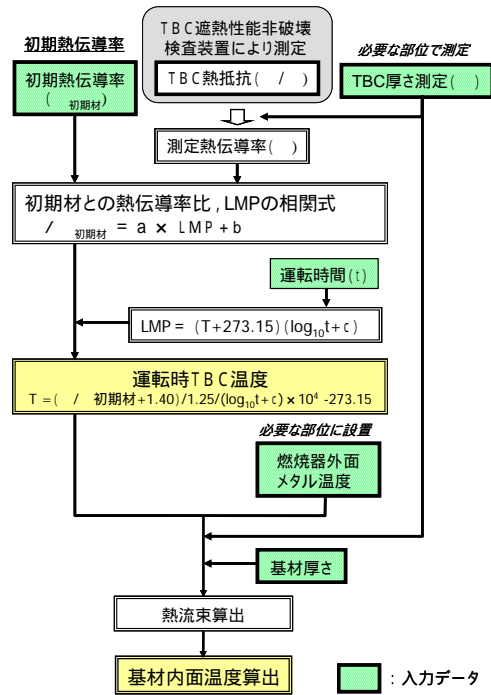 初期熱伝導率
初期熱伝導率
( 初期材)
TBC遮熱性能非破壊
検査装置により測定
TBC熱抵抗( / )
必要な部位で測定
TBC厚さ測定( )
測定熱伝導率( )
初期材との熱伝導率比,LMPの相関式
/ 初期材 = a × LMP+b
運転時間(t)
LMP= (T+273.15)(log10t+c)
運転時TBC温度
T =( / 初期材+1.40)/1.25/(log10t+c)×10⁴ -273.15
必要な部位に設置
燃焼器外面
メタル温度
基材厚さ
熱流束算出
基材内面温度算出
:入力データ